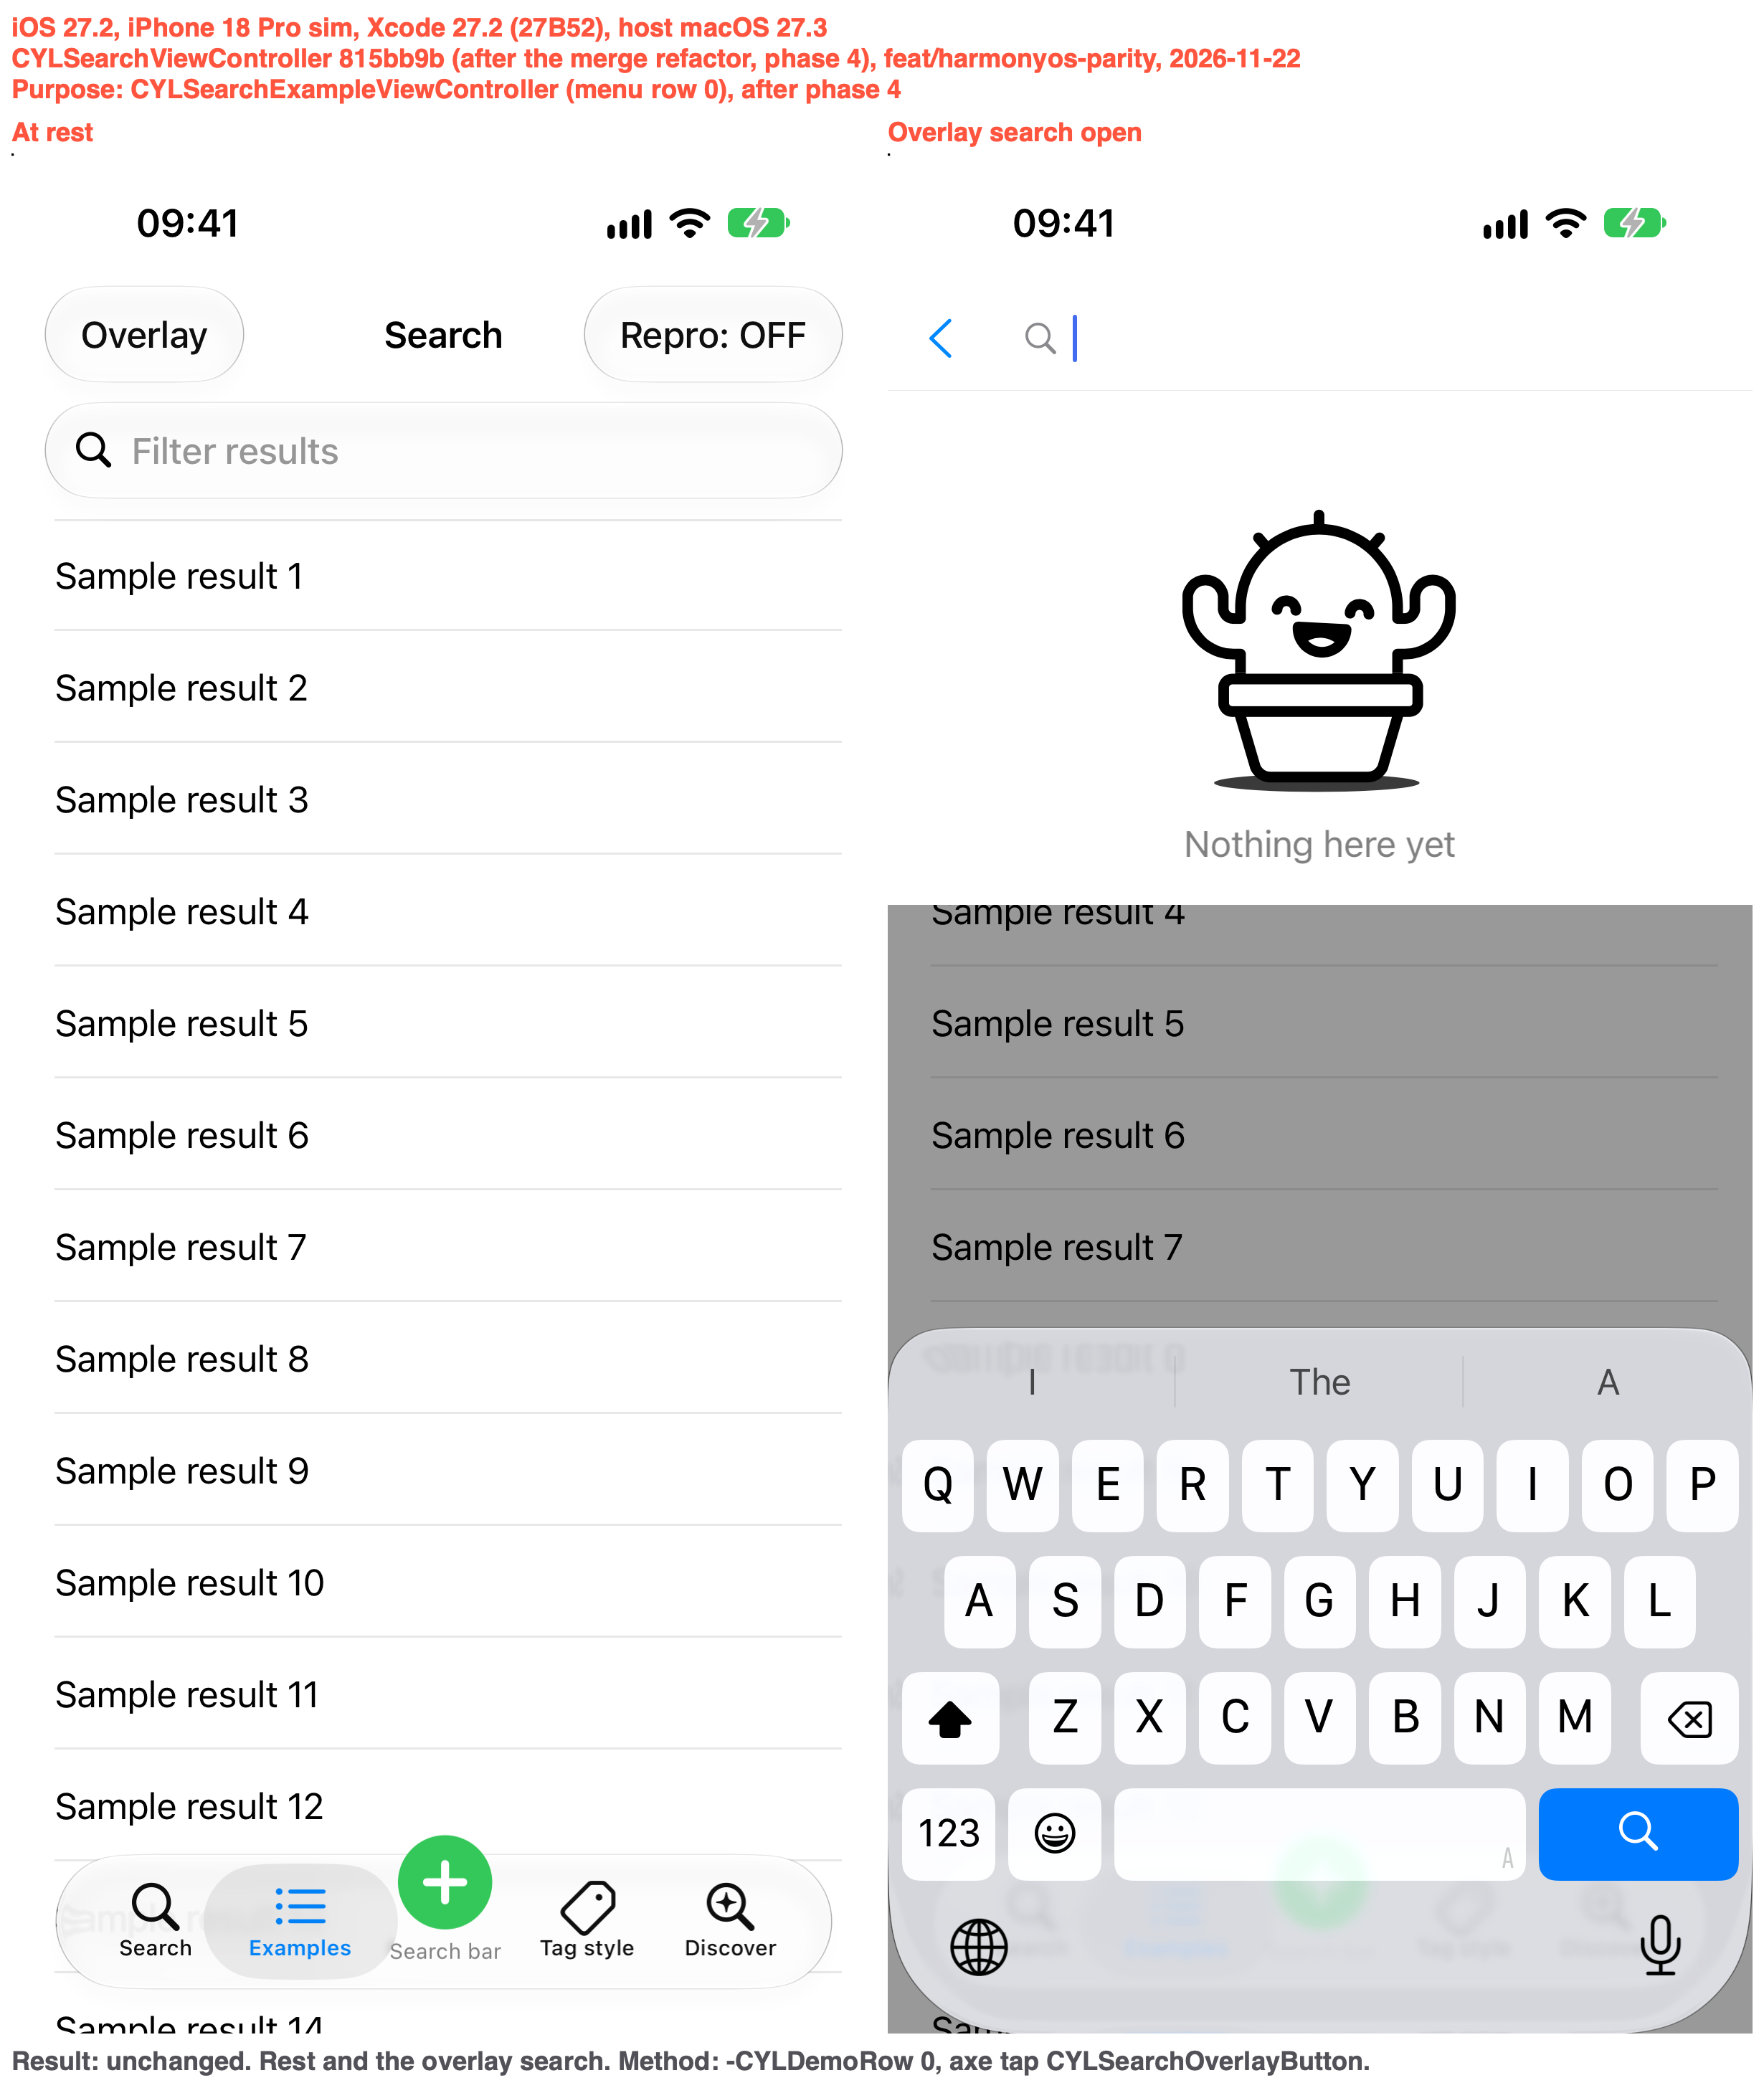 iOS 27.2, iPhone 18 Pro sim, Xcode 27.2 (27B52), host macOS 27.3
CYLSearchViewController 815bb9b (after the merge refactor, phase 4), feat/harmonyos-parity, 2026-11-22
Purpose: CYLSearchExampleViewController (menu row 0), after phase 4
At rest
09:41
Overlay
Search
Repro: OFF
Filter results
Sample result 1
Sample result 2
Sample result 3
Sample result 4
Sample result 5
Sample result 6
Sample result 7
Sample result 8
Sample result 9
Sample result 10
Sample result 11
Sample result 12
Search
Examples
Search bar
Tag style
Discover
Sample result 14
Overlay search open
09:41
Nothing here yet
Sample result 4
Sample result 5
Sample result 6
Sample result 7
I The A
Q W E R T Y U I O P
A S D F G H J K L
Z X C V B N M
123
A
Result: unchanged. Rest and the overlay search. Method: -CYLDemoRow 0, axe tap CYLSearchOverlayButton.